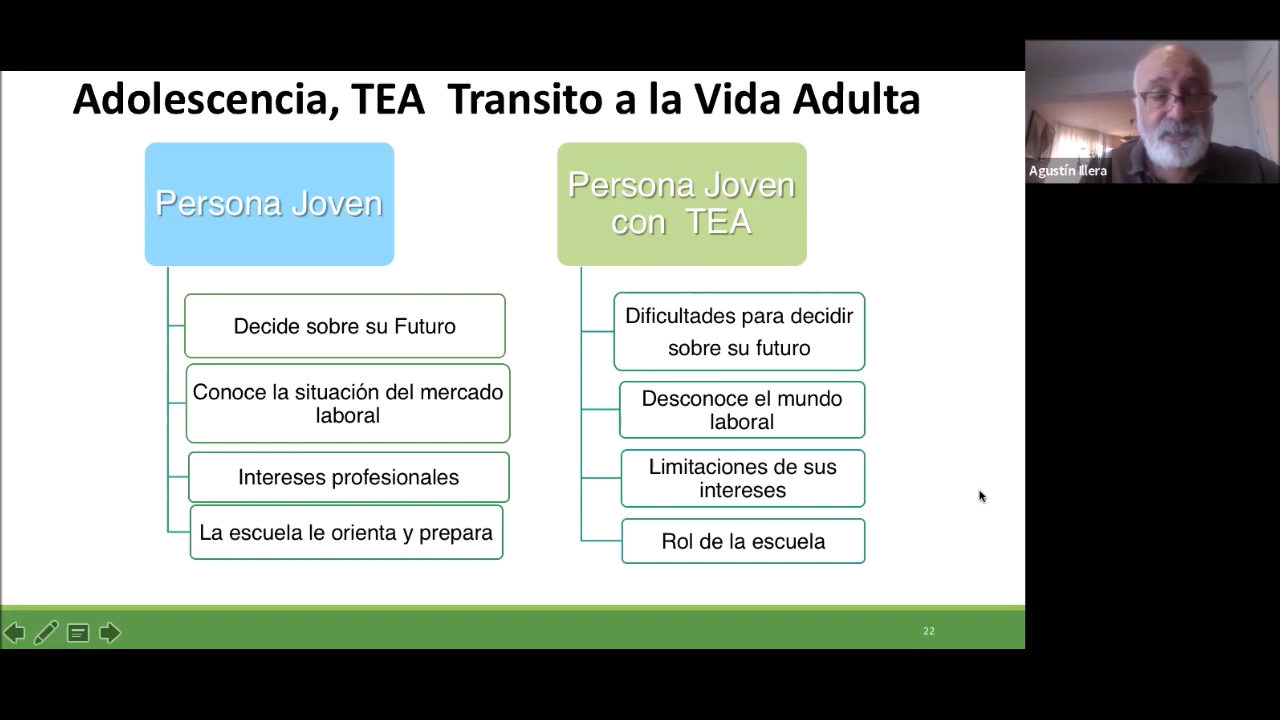 Adolescencia, TEA  Transito a la Vida Adulta
Persona Joven
Decide sobre su Futuro
Conoce la situación del mercado
laboral
Intereses profesionales
La escuela le orienta y prepara
Persona Joven
con  TEA
Dificultades para decidir
sobre su futuro
Desconoce el mundo
laboral
Limitaciones de sus
intereses
Rol de la escuela
22
Agustín Illera